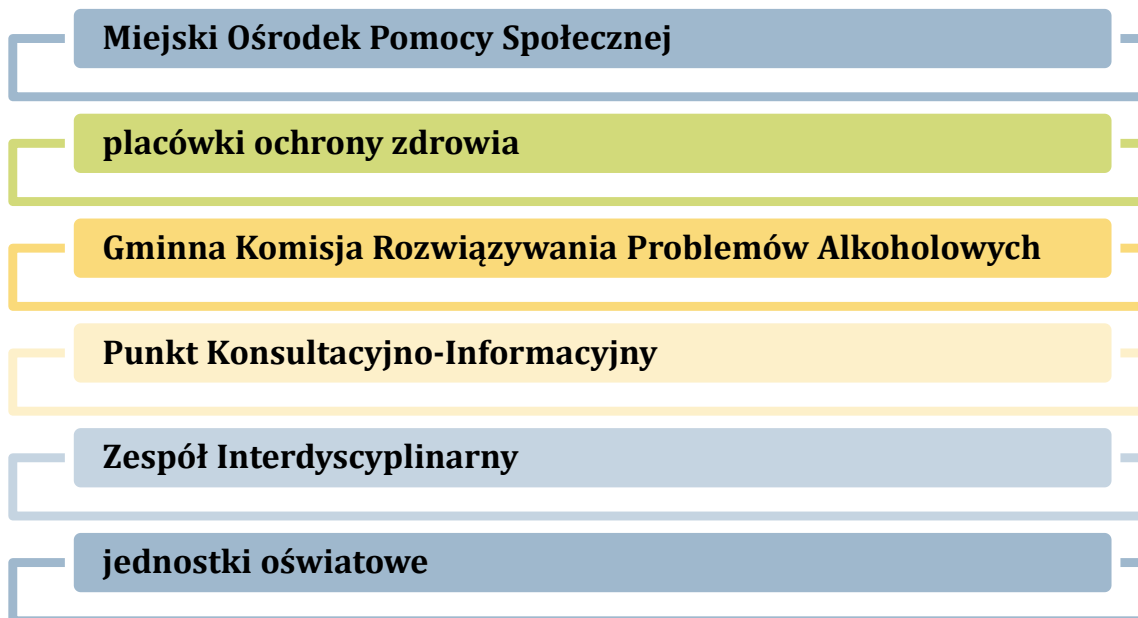 Miejski Ośrodek Pomocy Społecznej
placówki ochrony zdrowia
Gminna Komisja Rozwiązywania Problemów Alkoholowych
Punkt Konsultacyjno-Informacyjny
Zespół Interdyscyplinarny
jednostki oświatowe